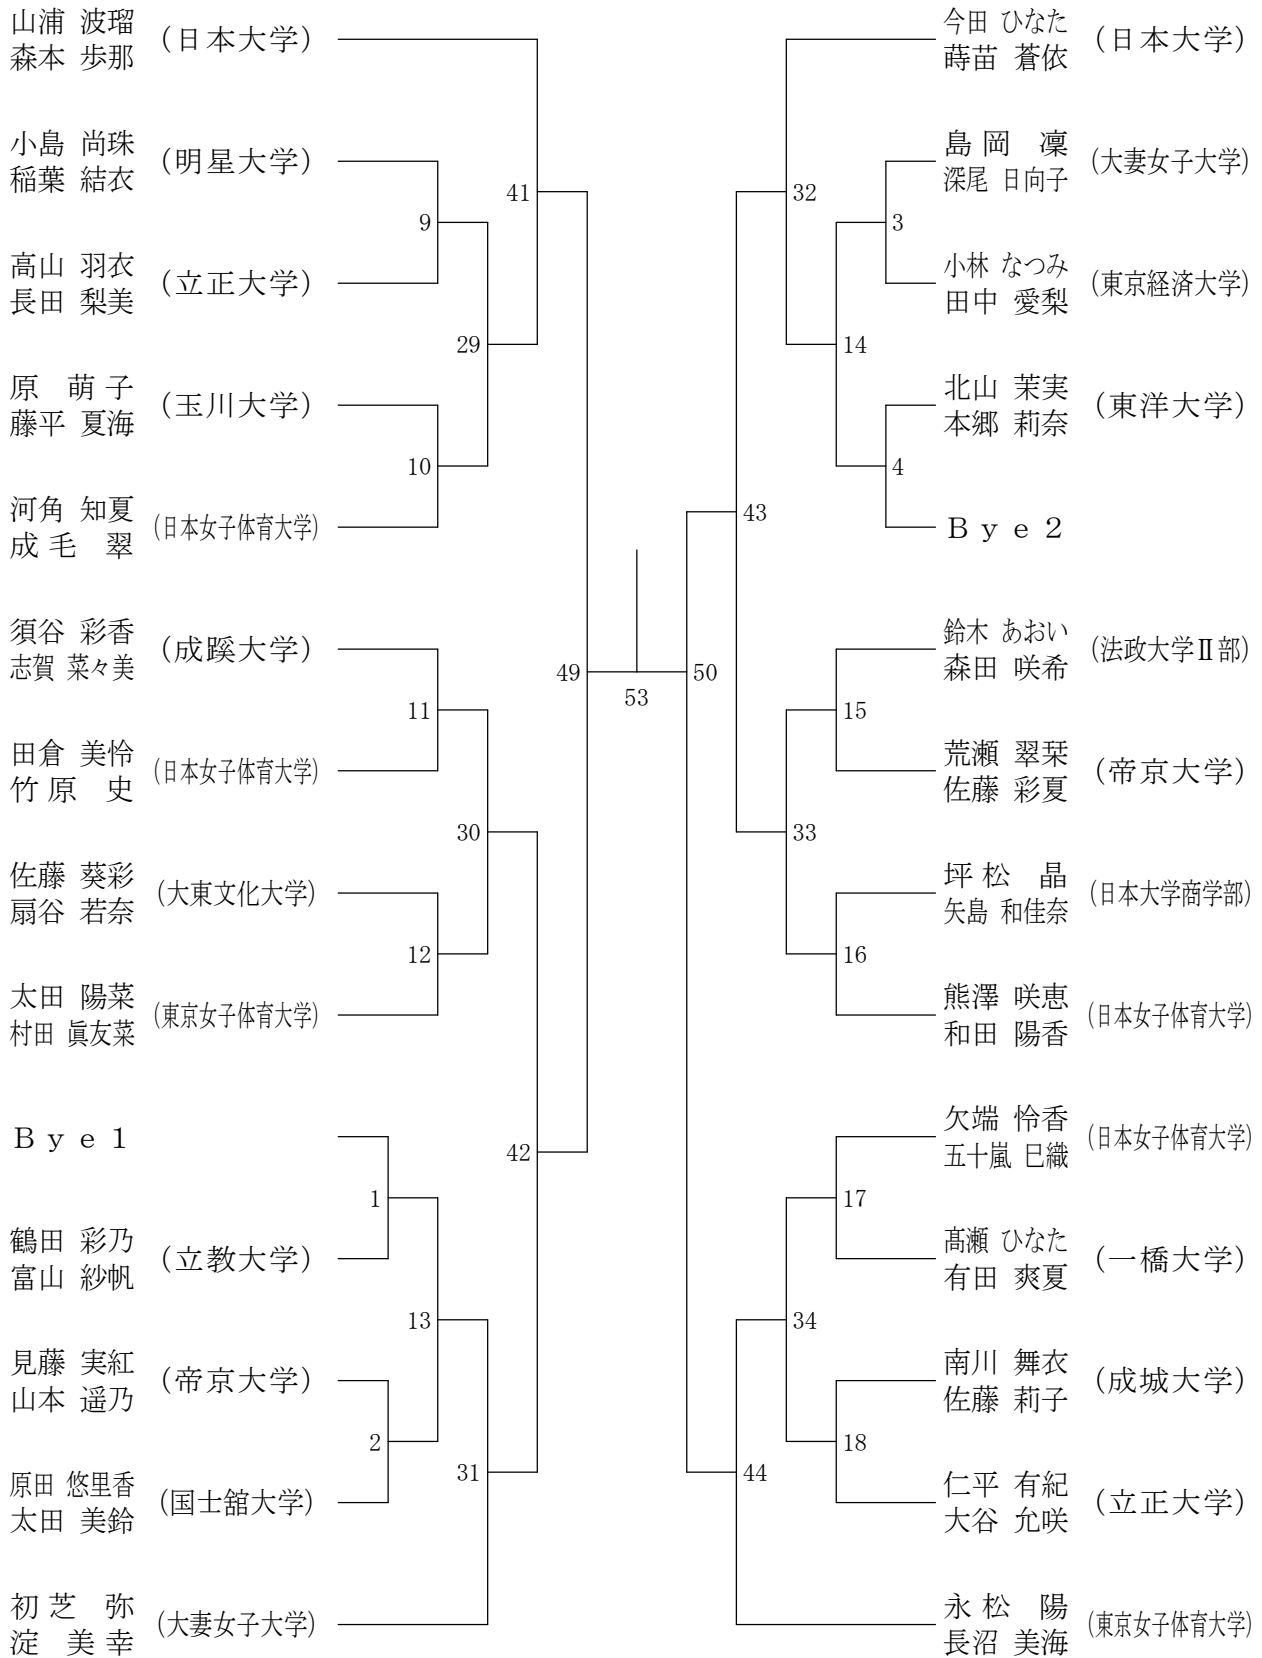 山浦 波瑠
森本 歩那
(日本大学)
小島 尚珠
稲葉 結衣
(明星大学)
高山 羽衣
長田 梨美
(立正大学)
原 萌子
藤平 夏海
(玉川大学)
河角 知夏
成毛 翠
(日本女子体育大学)
須谷 彩香
志賀 菜々美
(成蹊大学)
田倉 美怜
竹原 史
(日本女子体育大学)
佐藤 葵彩
扇谷 若奈
(大東文化大学)
太田 陽菜
村田 眞友菜
(東京女子体育大学)
Bye1
鶴田 彩乃
富山 紗帆
(立教大学)
見藤 実紅
山本 遥乃
(帝京大学)
原田 悠里香
太田 美鈴
(国士舘大学)
初芝 弥
淀 美幸
(大妻女子大学)
9
10
11
12
1
2
29
30
13
31
41
42
49
53
50
43
44
32
33
34
14
15
16
17
18
3
4
今田 ひなた
蒔苗 蒼依
(日本大学)
島岡 凜
深尾 日向子
(大妻女子大学)
小林 なつみ
田中 愛梨
(東京経済大学)
北山 茉実
本郷 莉奈
(東洋大学)
Bye2
鈴木 あおい
森田 咲希
(法政大学Ⅱ部)
荒瀬 翠栞
佐藤 彩夏
(帝京大学)
坪松 晶
矢島 和佳奈
(日本大学商学部)
熊澤 咲恵
和田 陽香
(日本女子体育大学)
欠端 怜香
五十嵐 巳織
(日本女子体育大学)
髙瀬 ひなた
有田 爽夏
(一橋大学)
南川 舞衣
佐藤 莉子
(成城大学)
仁平 有紀
大谷 允咲
(立正大学)
永松 陽
長沼 美海
(東京女子体育大学)